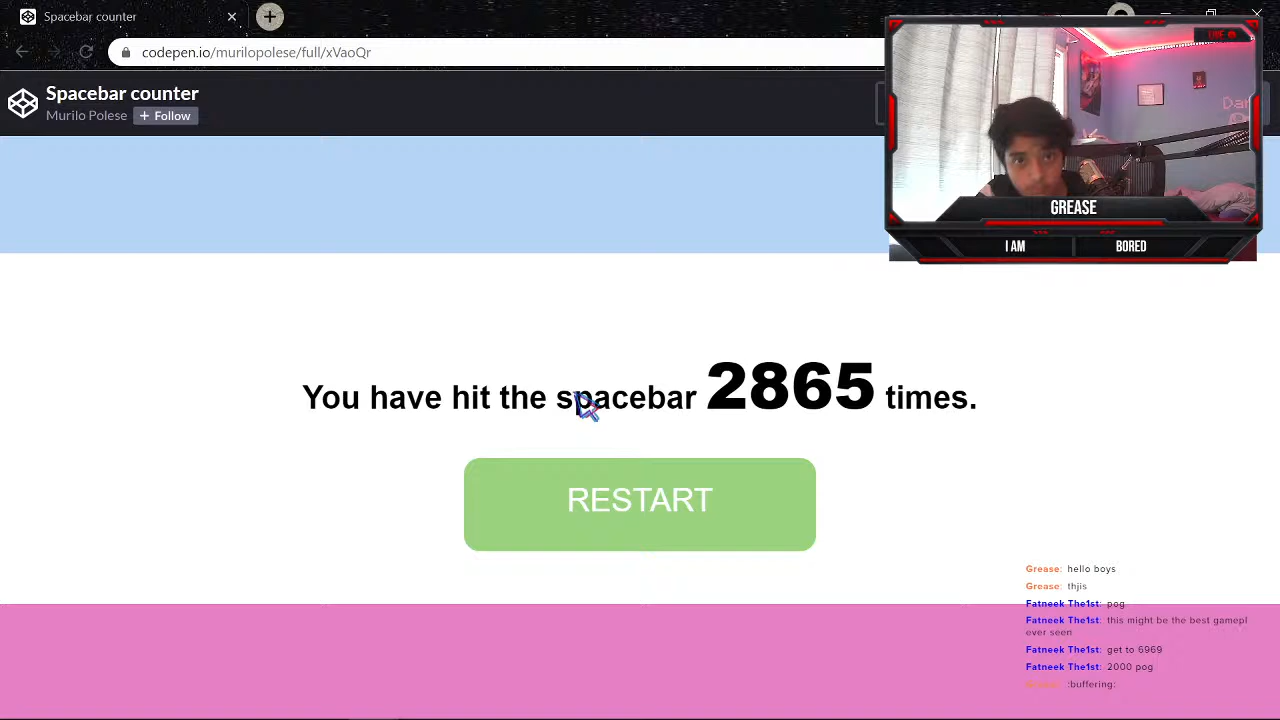 Spacebar counter
codepen.io/murilopolese/full/xVaoQr
Spacebar counter
Murilo Polese + Follow
LIVE
GREASE
I AM BORED
You have hit the spacebar 2865 times.
RESTART
Grease: hello boys
Grease: thjis
Fatneek The1st: pog
Fatneek The1st: this might be the best gamepl
ever seen
Fatneek The1st: get to 6969
Fatneek The1st: 2000 pog
Grease: :buffering: